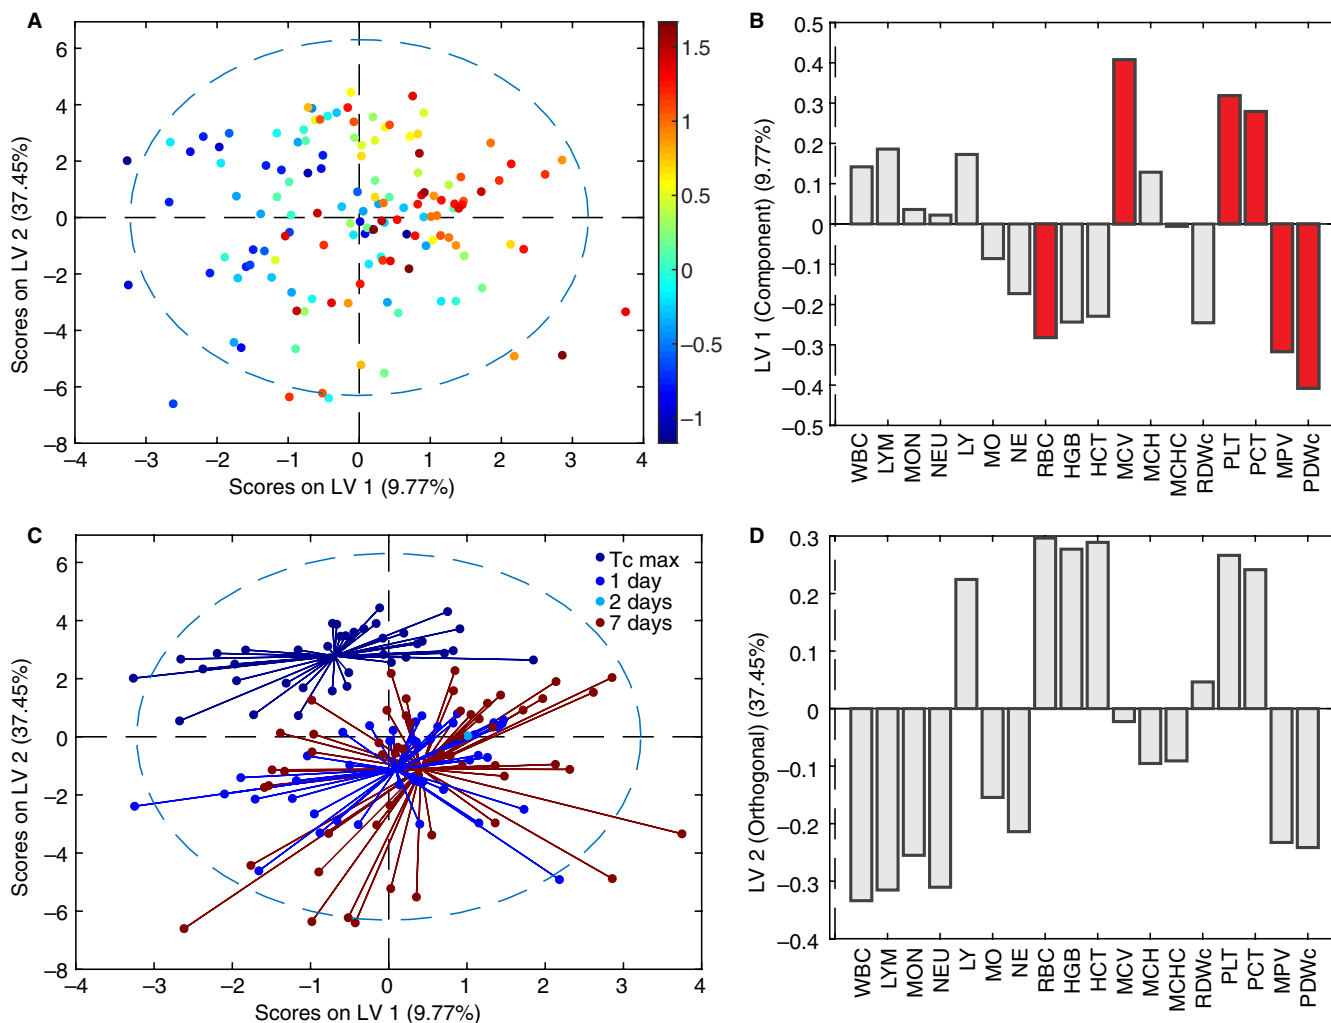 A
6
4
2
0
−2
−4
−6
−8
−4
−3
−2
−1
0
1
2
3
4
Scores on LV 2 (37.45%)
Scores on LV 1 (9.77%)
1.5
1
0.5
0
−0.5
−1
B
0.5
0.4
0.3
0.2
0.1
0
−0.1
−0.2
−0.3
−0.4
−0.5
LV 1 (Component) (9.77%)
WBC
LYM
MON
NEU
LY
MO
NE
RBC
HGB
HCT
MCV
MCH
MCHC
RDWc
PLT
PCT
MPV
PDWc
C
6
4
2
0
−2
−4
−6
−8
−4
−3
−2
−1
0
1
2
3
4
Scores on LV 2 (37.45%)
Scores on LV 1 (9.77%)
Tc max
1 day
2 days
7 days
D
0.3
0.2
0.1
0
−0.1
−0.2
−0.3
−0.4
LV 2 (Orthogonal) (37.45%)
WBC
LYM
MON
NEU
LY
MO
NE
RBC
HGB
HCT
MCV
MCH
MCHC
RDWc
PLT
PCT
MPV
PDWc